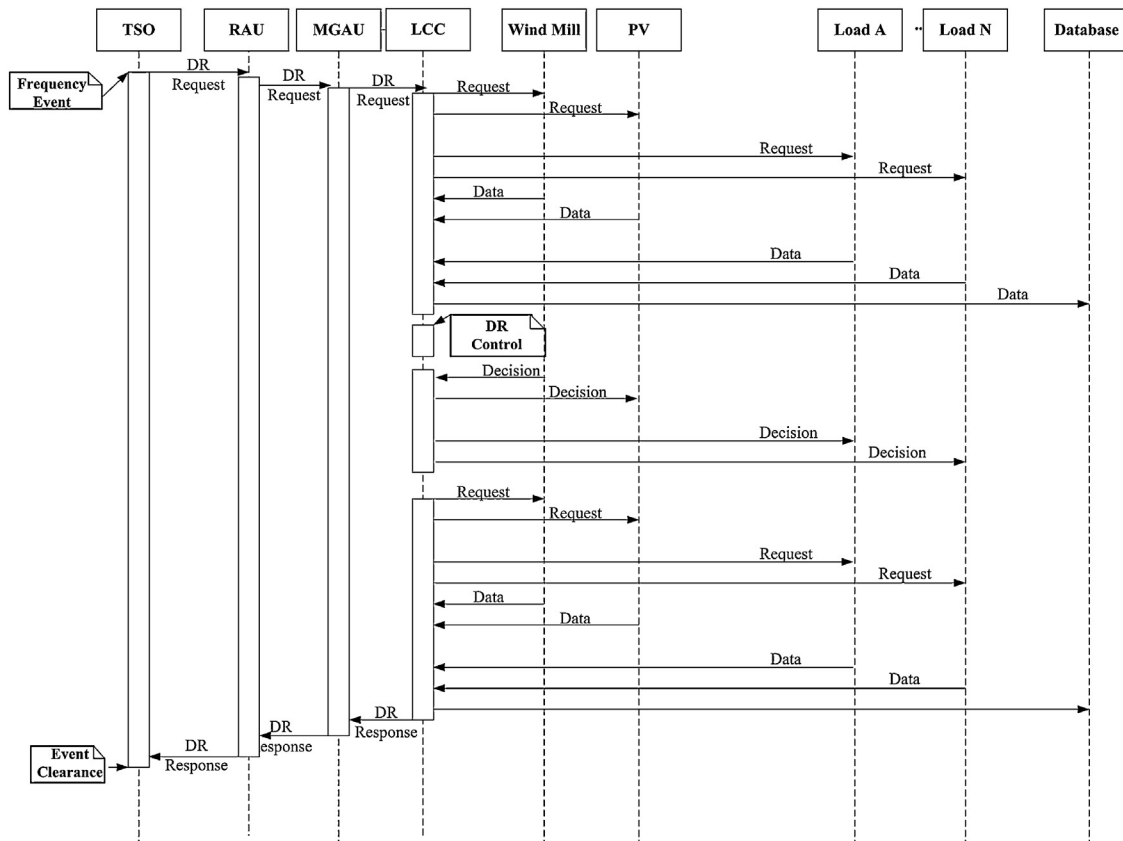 TSO RAU MGAU LCC Wind Mill PV Load A .. Load N Database
Frequency
Event
DR
Request
DR
Request
DR
Request
Request
Request
Request
Request
Data
Data
Data
Data
Data
DR
Control
Decision
Decision
Decision
Decision
Request
Request
Request
Request
Data
Data
Data
Data
DR
Response
DR
esponse
DR
Response
Event
Clearance